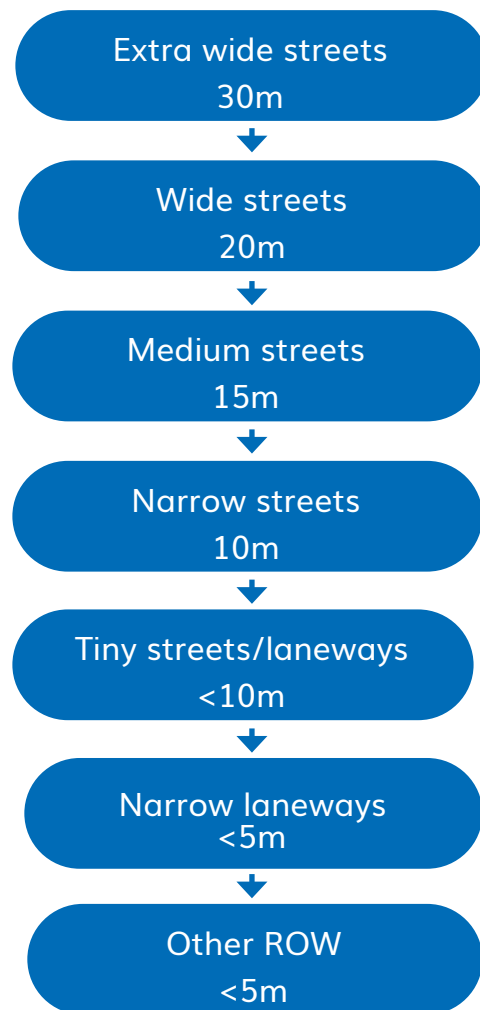 Extra wide streets
30m
Wide streets
20m
Medium streets
15m
Narrow streets
10m
Tiny streets/laneways
<10m
Narrow laneways
<5m
Other ROW
<5m